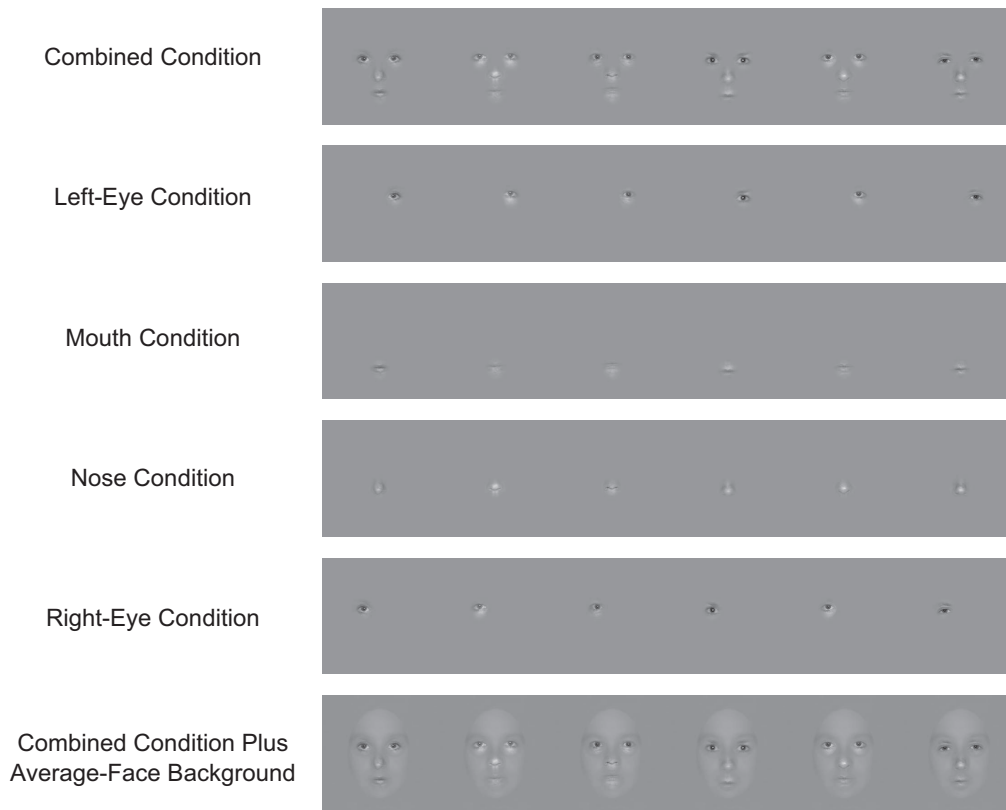 Combined Condition
Left-Eye Condition
Mouth Condition
Nose Condition
Right-Eye Condition
Combined Condition Plus
Average-Face Background